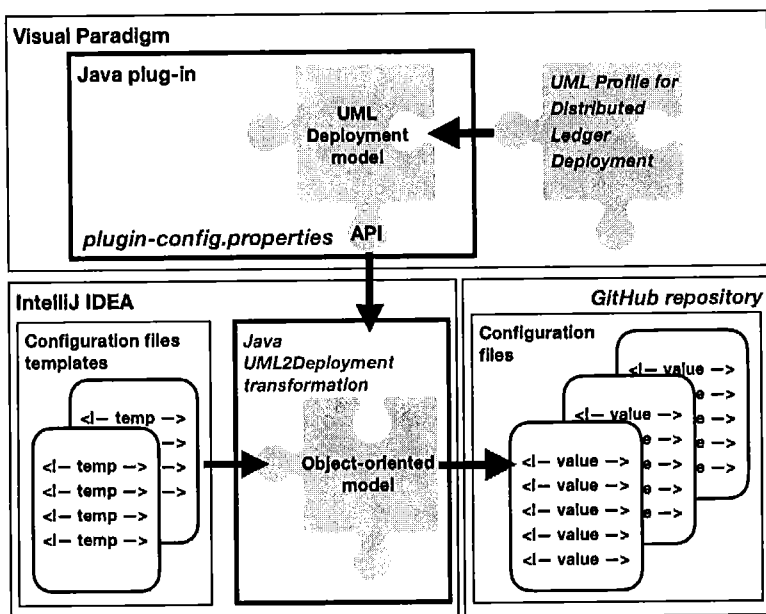 Visual Paradigm
Java plug-in
UML
Deployment
model
UML Profile for
Distributed
Ledger
Deployment
plugin-config.properties
API
IntelliJ IDEA
Configuration files
templates
<!– temp –>
<!– temp –>
<!– temp –>
<!– temp –>
<!– temp –>
–>
–>
–>
Java
UML2Deployment
transformation
Object-oriented
model
GitHub repository
Configuration
files
<!– value –>
e –>
e –>
e –>
e –>
<!– value –>
e –>
e –>
e –>
e –>
<!– value –>
<!– value –>
<!– value –>
<!– value –>
<!– value –>